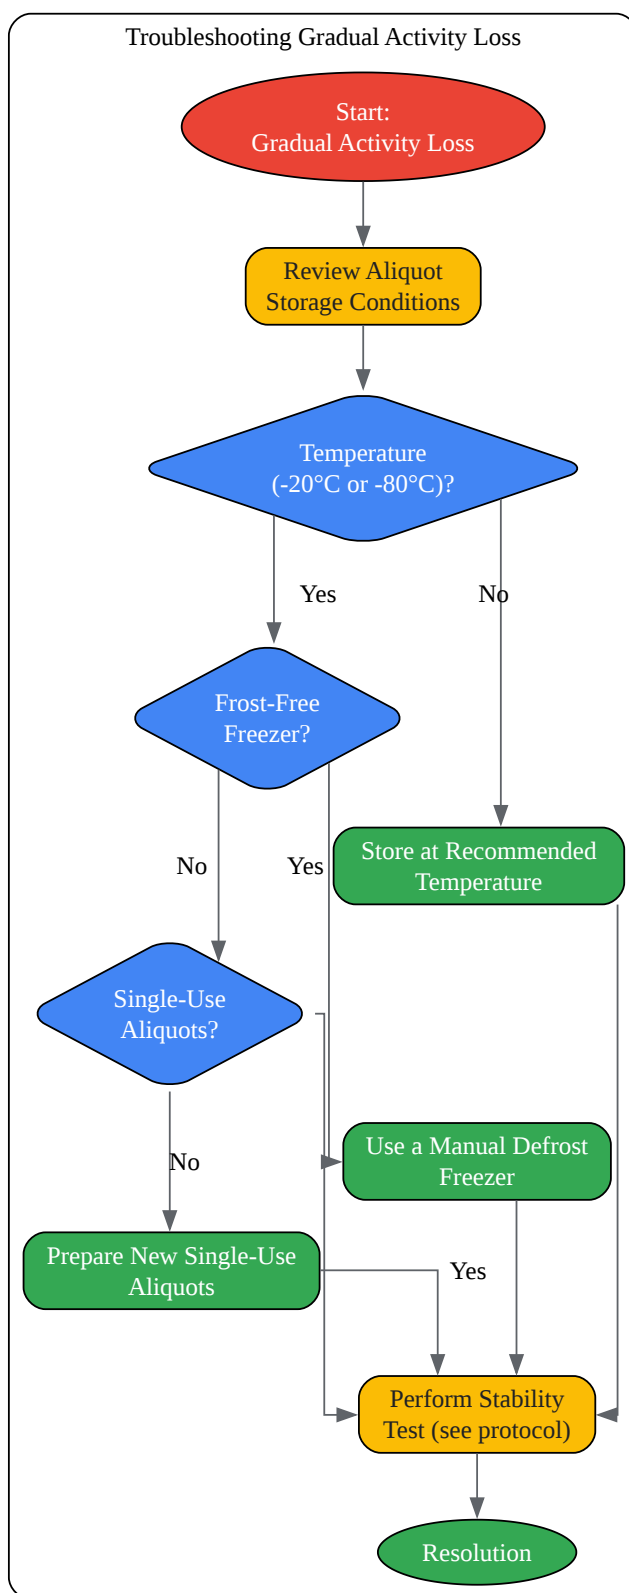 Troubleshooting Gradual Activity Loss
Start:
Gradual Activity Loss
Review Aliquot
Storage Conditions
Temperature
(-20°C or -80°C)?
Yes
No
Frost-Free
Freezer?
No
Yes
Store at Recommended
Temperature
Single-Use
Aliquots?
No
Use a Manual Defrost
Freezer
Prepare New Single-Use
Aliquots
Yes
Perform Stability
Test (see protocol)
Resolution